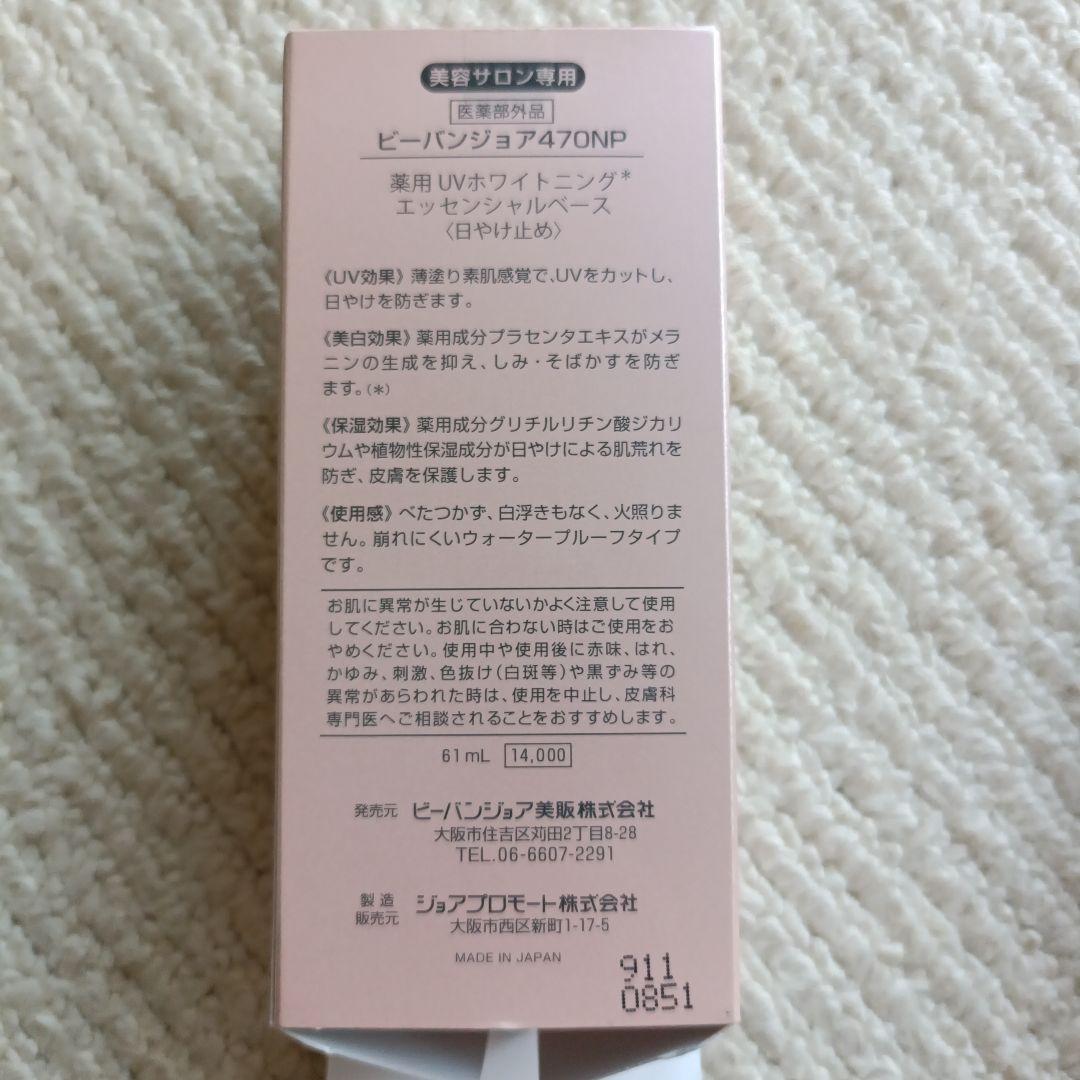 美容サロン専用
医薬部外品
ビーバンジョア470NP
薬用 UVホワイトニング*
エッセンシャルベース
〈日やけ止め〉
《UV効果》薄塗り素肌感覚で、UVをカットし、
日やけを防ぎます。
《美白効果》薬用成分プラセンタエキスがメラ
ニンの生成を抑え、しみ・そばかすを防ぎ
ます。(*)
《保湿効果》薬用成分グリチルリチン酸ジカリ
ウムや植物性保湿成分が日やけによる肌荒れを
防ぎ、皮膚を保護します。
《使用感》べたつかず、白浮きもなく、火照りま
せん。崩れにくいウォータープルーフタイプ
です。
お肌に異常が生じていないかよく注意して使用
してください。お肌に合わない時はご使用をお
やめください。使用中や使用後に赤味、はれ、
かゆみ、刺激、色抜け(白斑等)や黒ずみ等の
異常があらわれた時は、使用を中止し、皮膚科
専門医へご相談されることをおすすめします。
61mL 14,000
発売元 ビーバンジョア美販株式会社
大阪市住吉区苅田2丁目8-28
TEL.06-6607-2291
製造
販売元 ジョアプロモート株式会社
大阪市西区新町1-17-5
MADE IN JAPAN
911
0851